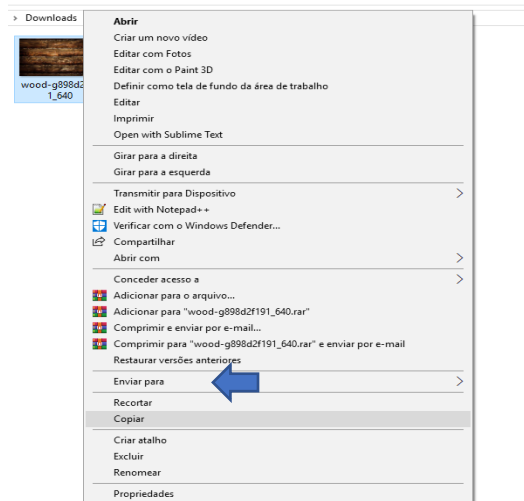 > Downloads
wood-g898d2
1_640
Abrir
Criar um novo vídeo
Editar com Fotos
Editar com o Paint 3D
Definir como tela de fundo da área de trabalho
Editar
Imprimir
Open with Sublime Text
Girar para a direita
Girar para a esquerda
Transmitir para Dispositivo
Edit with Notepad++
Verificar com o Windows Defender...
Compartilhar
Abrir com
Conceder acesso a
Adicionar para o arquivo...
Adicionar para "wood-g898d2f191_640.rar"
Comprimir e enviar por e-mail...
Comprimir para "wood-g898d2f191_640.rar" e enviar por e-mail
Restaurar versões anteriores
Enviar para
Recortar
Copiar
Criar atalho
Excluir
Renomear
Propriedades